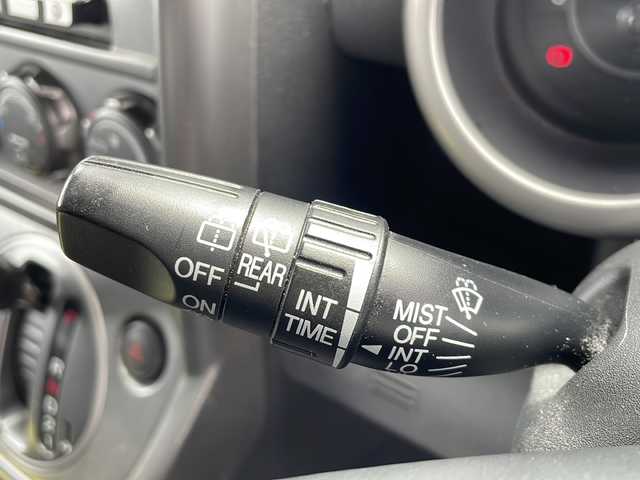 OFF
ON
REAR
INT
TIME
MIST
OFF
INT
LO